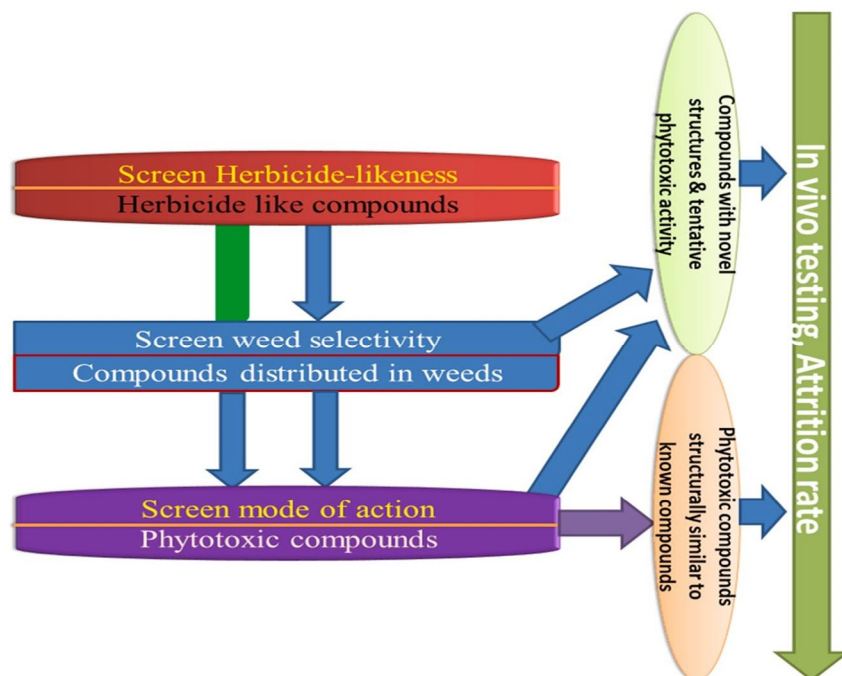 Screen Herbicide-likeness
Herbicide like compounds
Screen weed selectivity
Compounds distributed in weeds
Screen mode of action
Phytotoxic compounds
Compounds with novel
structures & tentative
phytotoxic activity
Phytotoxic compounds
structurally similar to
known compounds
In vivo testing, Attrition rate